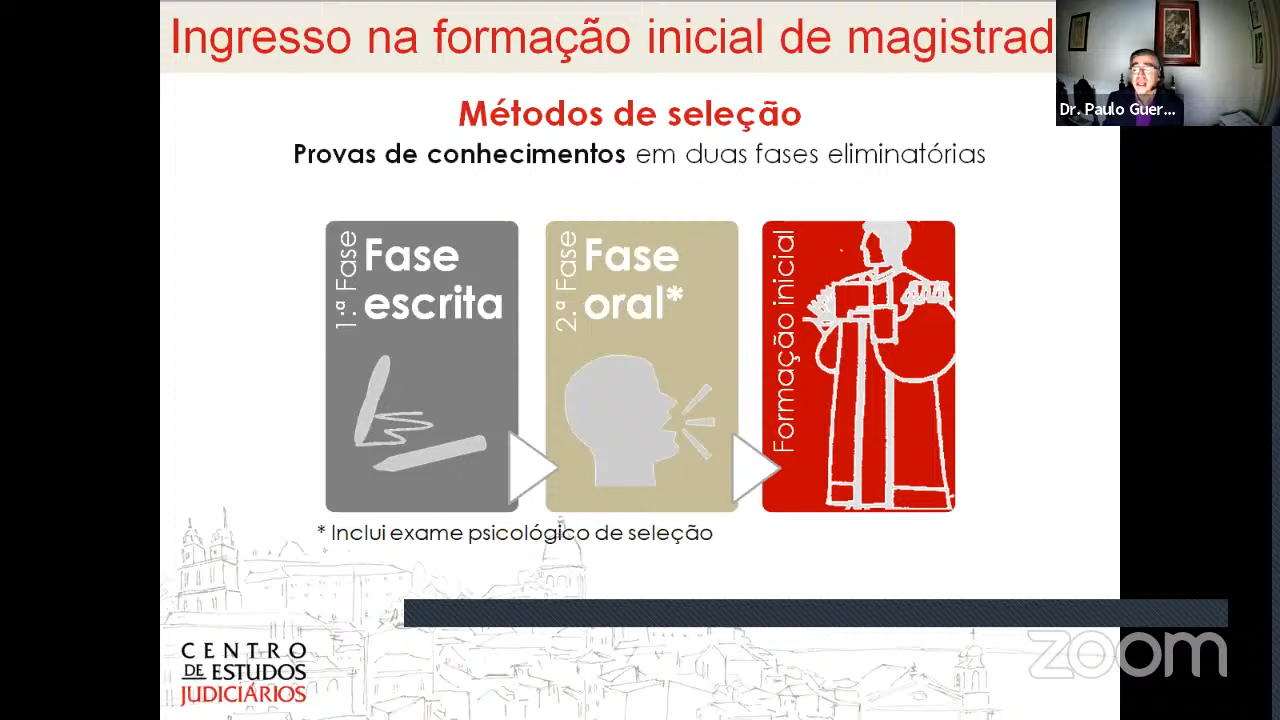 Ingresso na formação inicial de magistrad
Dr. Paulo Guer...
Métodos de seleção
Provas de conhecimentos em duas fases eliminatórias
1.ª Fase
Fase
escrita
2.ª Fase
Fase
oral*
Formação inicial
* Inclui exame psicológico de seleção
CENTRO
DE ESTUDOS
JUDICIÁRIOS
zoom